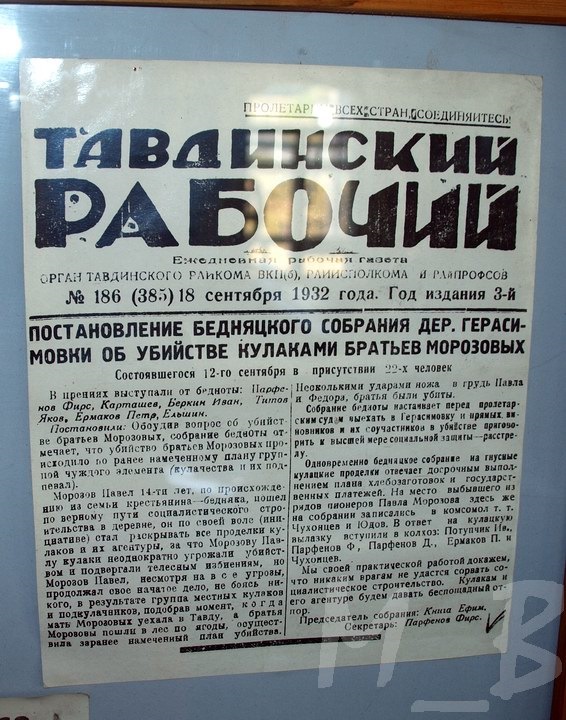 ПРОЛЕТАРИИ ВСЕХ СТРАН, СОЕДИНЯЙТЕСЬ!
ТАВДИНСКИЙ
РАБОЧИЙ
Ежедневная рабочая газета
ОРГАН ТАВДИНСКОГО РАЙКОМА ВКП(б), РАЙИСПОЛКОМА И РАЙПРОФСОВ
№ 186 (385) 18 сентября 1932 года. Год издания 3-й
ПОСТАНОВЛЕНИЕ БЕДНЯЦКОГО СОБРАНИЯ ДЕР. ГЕРАСИ-
МОВКИ ОБ УБИЙСТВЕ КУЛАКАМИ БРАТЬЕВ МОРОЗОВЫХ
Состоявшегося 12-го сентября в присутствии 22-х человек
В прениях выступали от бедноты: Парфе-
нов Фирс, Карташев, Беркин Иван, Титов
Яков, Ермаков Петр, Ельшин.
Постановили: Обсудив вопрос об убийст-
ве братьев Морозовых, собрание бедноты от-
мечает, что убийство братьев Морозовых про-
исходило по ранее намеченному плану груп-
пой чуждого элемента (кулачества и их под-
певал).
Морозов Павел 14-ти лет, по происхожде-
нию из семьи крестьянина—бедняка, пошел
по верному пути социалистического строи-
тельства в деревне, он по своей воле (ини-
циативе) стал раскрывать все проделки ку-
лаков и их агентуры, за что Морозову Пав-
лу кулаки неоднократно угрожали убийст-
вом и подвергали телесным избиениям, но
Морозов Павел, несмотря на все угрозы,
продолжал свое начатое дело, не боясь ни-
кого, в результате группа местных кулаков
и подкулачников, подобрав момент, когда
мать Морозовых уехала в Тавду, а братья
Морозовы пошли в лес по ягоды, осущест-
вила заранее намеченный план убийства.
Несколькими ударами ножа в грудь Павла
и Федора, братья были убиты.
Собрание бедноты настаивает перед пролетар-
ским судом выехать в Герасимовку и прямых ви-
новников и их соучастников в убийстве пригово-
рить к высшей мере социальной защиты—расстре-
лу.
Одновременно бедняцкое собрание на гнусные
кулацкие проделки отвечает досрочным выпол-
нением плана хлебозаготовок и государст-
венных платежей. На место выбывшего из
рядов пионеров Павла Морозова здесь же
на собрании записались в комсомол т. т.
Чухонцев и Юдов. В ответ на кулацкую
вылазку вступили в колхоз: Потупчик Ив.,
Парфенов Ф., Парфенов Д., Ермаков П. и
Чухонцев.
Мы своей практической работой докажем,
что никаким врагам не удастся сорвать со-
циалистическое строительство. Кулакам и
его агентуре будем давать беспощадный от-
пор.
Председатель собрания: Книга Ефим.
Секретарь: Парфенов Фирс.
M_B